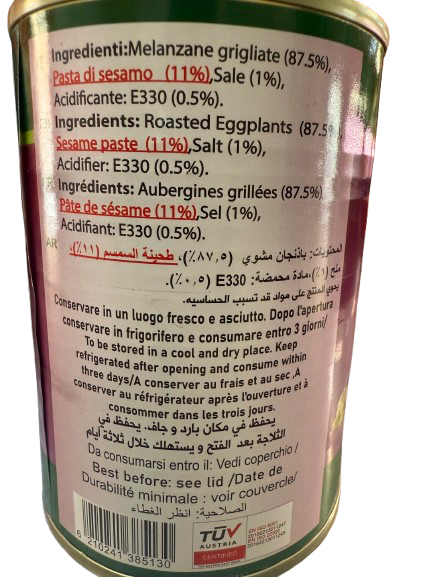 IT Ingredienti:Melanzane grigliate (87.5%),
Pasta di sesamo (11%),Sale (1%),
Acidificante: E330 (0.5%).
Ingredients: Roasted Eggplants (87.5%,
Sesame paste (11%),Salt (1%),
Acidifier: E330 (0.5%).
FR Ingrédients: Aubergines grillées (87.5%)
Pâte de sésame (11%),Sel (1%),
Acidifiant: E330 (0.5%).
AR المحتويات: باذنجان مشوي (٨٧,٥٪)، طحينة السمسم (١١٪)،
ملح (١٪)،مادة محمضة: E330 (٠,٥٪).
يحوي المنتج على مواد قد تسبب الحساسيه.
Conservare in un luogo fresco e asciutto. Dopo l'apertura
conservare in frigorifero e consumare entro 3 giorni/
To be stored in a cool and dry place. Keep
refrigerated after opening and consume within
three days/A conserver au frais et au sec ,A
conserver au réfrigérateur après l'ouverture et à
consommer dans les trois jours.
يحفظ في مكان بارد و جاف. يحفظ في
الثلاجة بعد الفتح و يستهلك خلال ثلاثة أيام
Da consumarsi entro il: Vedi coperchio /
Best before: see lid /Date de
Durabilité minimale : voir couvercle/
الصلاحية: انظر الغطاء
6 210241 385130
TÜV
AUSTRIA
CERTIFIED
EN ISO 9001